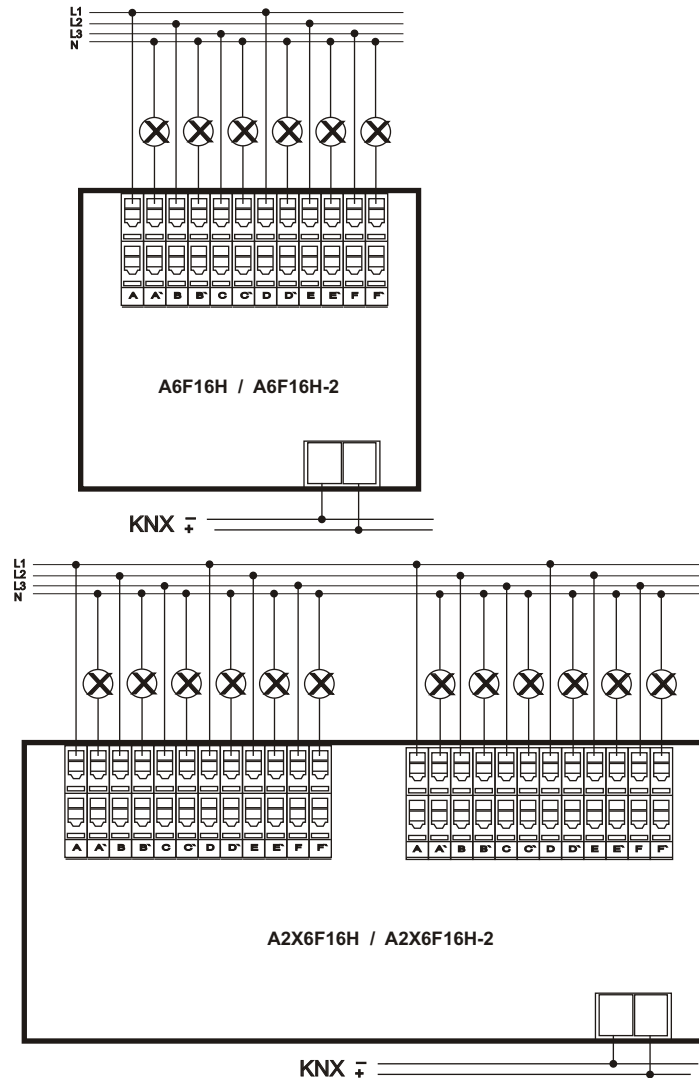 L1
L2
L3
N
A A` B B` C C` D D` E E` F F`
A6F16H / A6F16H-2
KNX − +
L1
L2
L3
N
A A` B B` C C` D D` E E` F F` A A` B B` C C` D D` E E` F F`
A2X6F16H / A2X6F16H-2
KNX − +